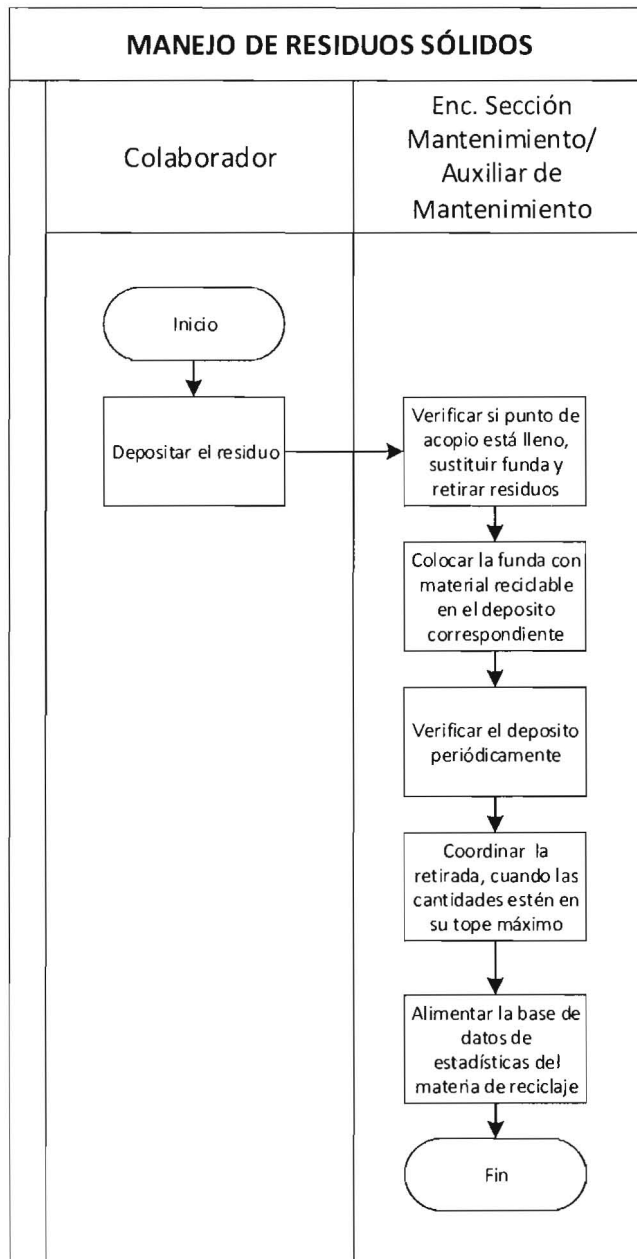 MANEJO DE RESIDUOS SÓLIDOS
Colaborador
Enc. Sección
Mantenimiento/
Auxiliar de
Mantenimiento
Inicio
Depositar el residuo
Verificar si punto de
acopio está lleno,
sustituir funda y
retirar residuos
Colocar la funda con
material reciclable
en el deposito
correspondiente
Verificar el deposito
periódicamente
Coordinar la
retirada, cuando las
cantidades estén en
su tope máximo
Alimentar la base de
datos de
estadísticas del
materia de reciclaje
Fin